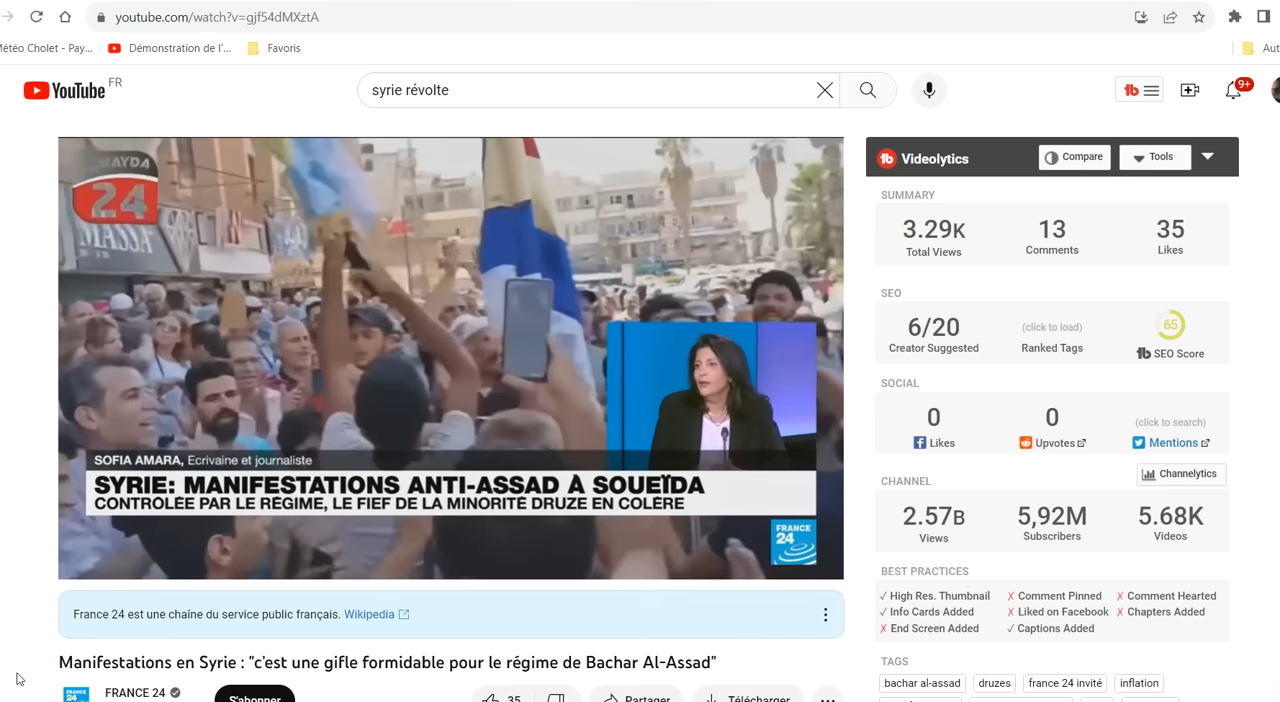 youtube.com/watch?v=gjf54dMXztA
Météo Cholet - Pay... Démonstration de l'... Favoris Aut
YouTube FR
syrie révolte
9+
24
MASSA
SOFIA AMARA, Ecrivaine et journaliste
SYRIE: MANIFESTATIONS ANTI-ASSAD À SOUEÏDA
CONTRÔLÉE PAR LE RÉGIME, LE FIEF DE LA MINORITÉ DRUZE EN COLÈRE
FRANCE
24
France 24 est une chaîne du service public français. Wikipedia
Manifestations en Syrie : "c'est une gifle formidable pour le régime de Bachar Al-Assad"
FRANCE
24
FRANCE 24
S'abonner
35
Partager
Télécharger
Videolytics
Compare
Tools
SUMMARY
3.29K 13 35
Total Views Comments Likes
SEO
6/20 (click to load) 65
Creator Suggested Ranked Tags SEO Score
SOCIAL
0 0 (click to search)
Likes Upvotes Mentions
Channelytics
CHANNEL
2.57B 5,92M 5.68K
Views Subscribers Videos
BEST PRACTICES
✓ High Res. Thumbnail ✗ Comment Pinned ✗ Comment Hearted
✓ Info Cards Added ✗ Liked on Facebook ✗ Chapters Added
✗ End Screen Added ✓ Captions Added
TAGS
bachar al-assad druzes france 24 invité inflation